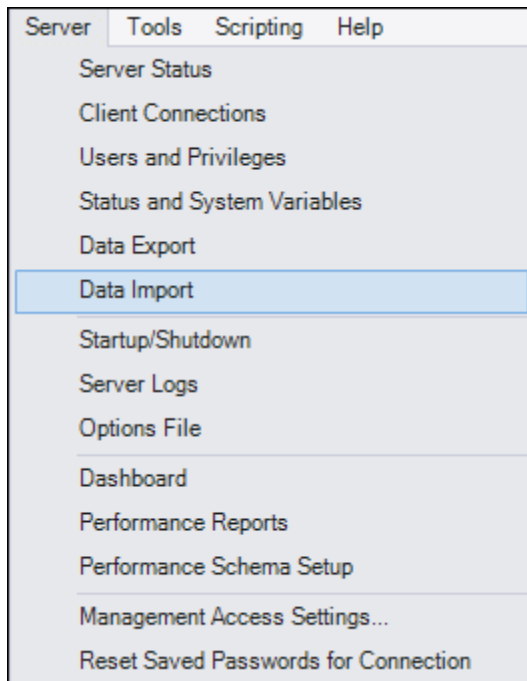 Server Tools Scripting Help
Server Status
Client Connections
Users and Privileges
Status and System Variables
Data Export
Data Import
Startup/Shutdown
Server Logs
Options File
Dashboard
Performance Reports
Performance Schema Setup
Management Access Settings...
Reset Saved Passwords for Connection